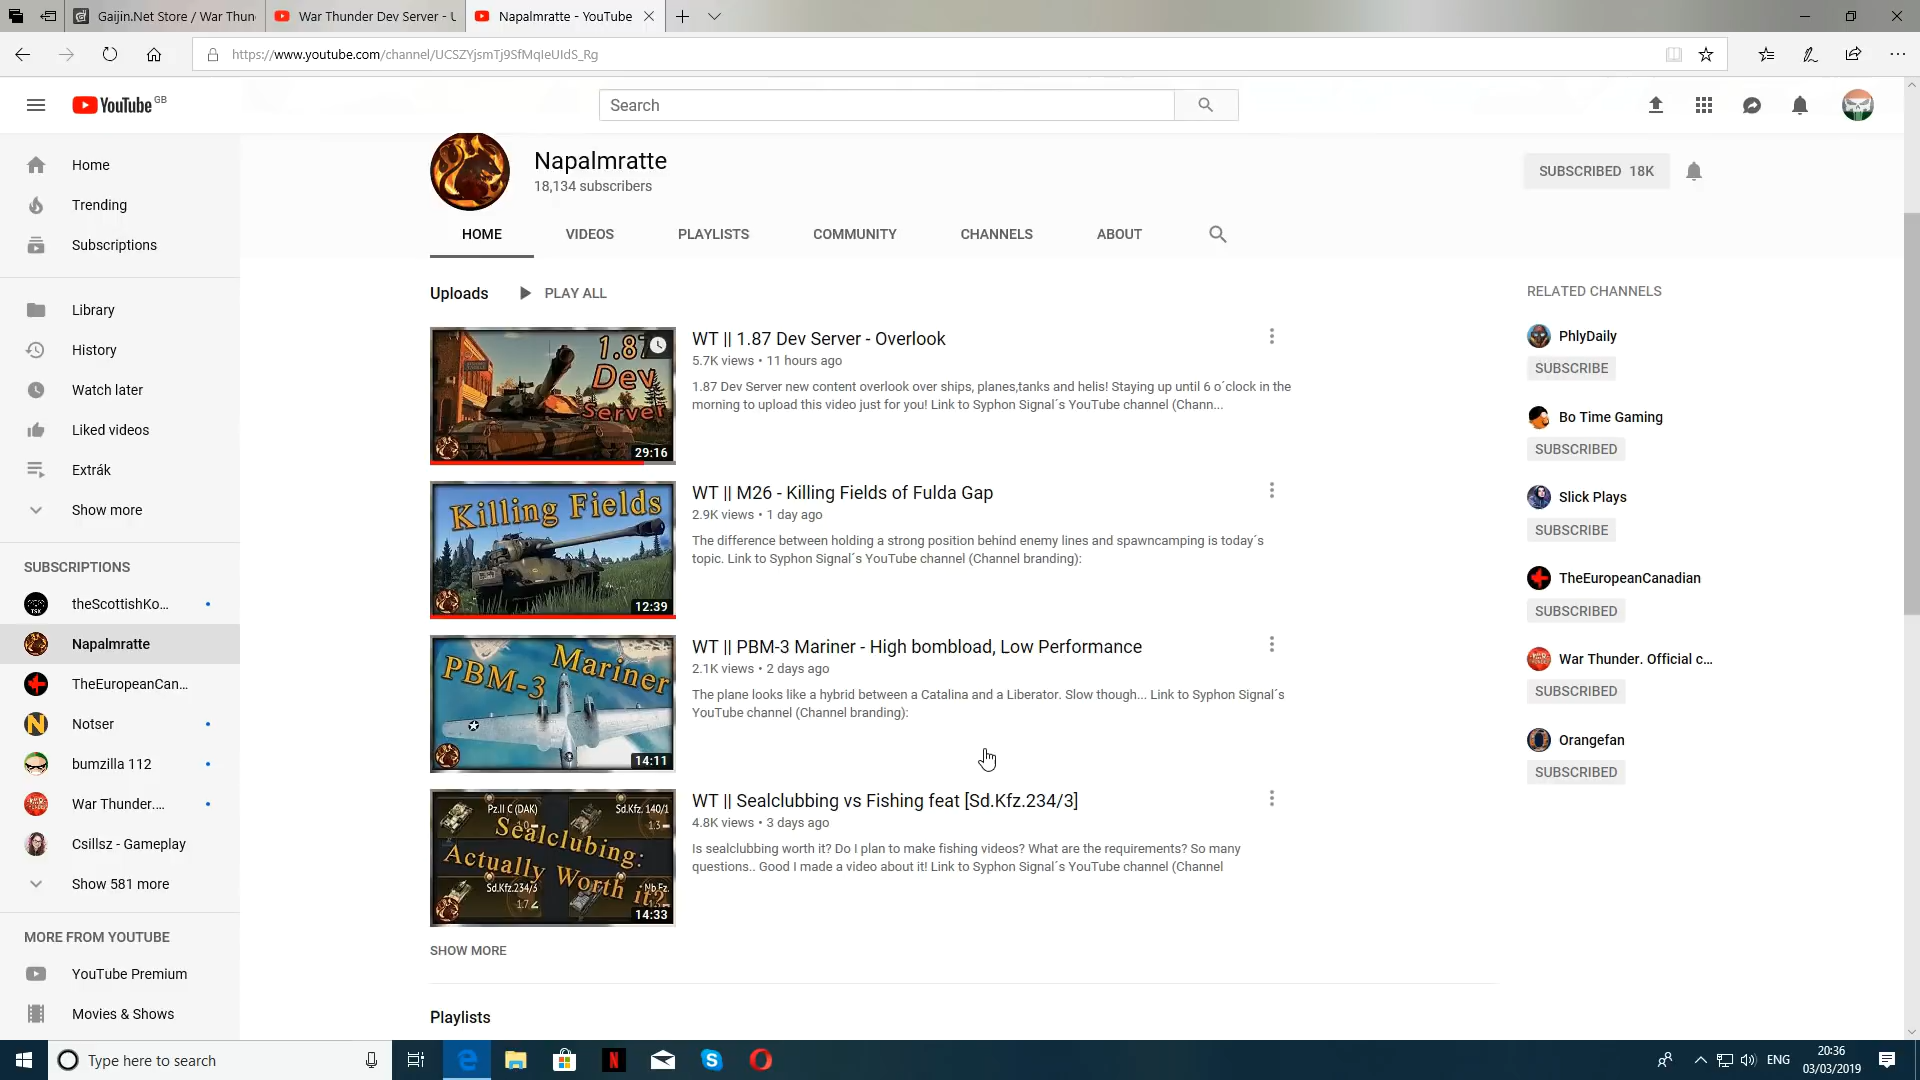 Gaijin.Net Store / War Thun
War Thunder Dev Server - U
Napalmratte - YouTube
https://www.youtube.com/channel/UCSZYjsmTj9SfMqIeUIdS_Rg
YouTube GB
Search
Home
Trending
Subscriptions
Library
History
Watch later
Liked videos
Extrák
Show more
SUBSCRIPTIONS
theScottishKo...
Napalmratte
TheEuropeanCan...
Notser
bumzilla 112
War Thunder....
Csillsz - Gameplay
Show 581 more
MORE FROM YOUTUBE
YouTube Premium
Movies & Shows
Napalmratte
18,134 subscribers
SUBSCRIBED 18K
HOME
VIDEOS
PLAYLISTS
COMMUNITY
CHANNELS
ABOUT
Uploads
PLAY ALL
1.87
Dev
Server
29:16
WT || 1.87 Dev Server - Overlook
5.7K views • 11 hours ago
1.87 Dev Server new content overlook over ships, planes,tanks and helis! Staying up until 6 o´clock in the
morning to upload this video just for you! Link to Syphon Signal´s YouTube channel (Chann...
Killing Fields
12:39
WT || M26 - Killing Fields of Fulda Gap
2.9K views • 1 day ago
The difference between holding a strong position behind enemy lines and spawncamping is today´s
topic. Link to Syphon Signal´s YouTube channel (Channel branding):
PBM-3 Mariner
14:11
WT || PBM-3 Mariner - High bombload, Low Performance
2.1K views • 2 days ago
The plane looks like a hybrid between a Catalina and a Liberator. Slow though... Link to Syphon Signal´s
YouTube channel (Channel branding):
Pz.II C (DAK)
Sd.Kfz. 140/1
1.0
1.3
Sealclubing:
Actually Worth it?
Sd.Kfz.234/3
Nb.Fz.
1.7
14:33
WT || Sealclubbing vs Fishing feat [Sd.Kfz.234/3]
4.8K views • 3 days ago
Is sealclubbing worth it? Do I plan to make fishing videos? What are the requirements? So many
questions.. Good I made a video about it! Link to Syphon Signal´s YouTube channel (Channel
SHOW MORE
Playlists
RELATED CHANNELS
PhlyDaily
SUBSCRIBE
Bo Time Gaming
SUBSCRIBED
Slick Plays
SUBSCRIBE
TheEuropeanCanadian
SUBSCRIBED
War Thunder. Official c...
SUBSCRIBED
Orangefan
SUBSCRIBED
Type here to search
ENG
20:36
03/03/2019